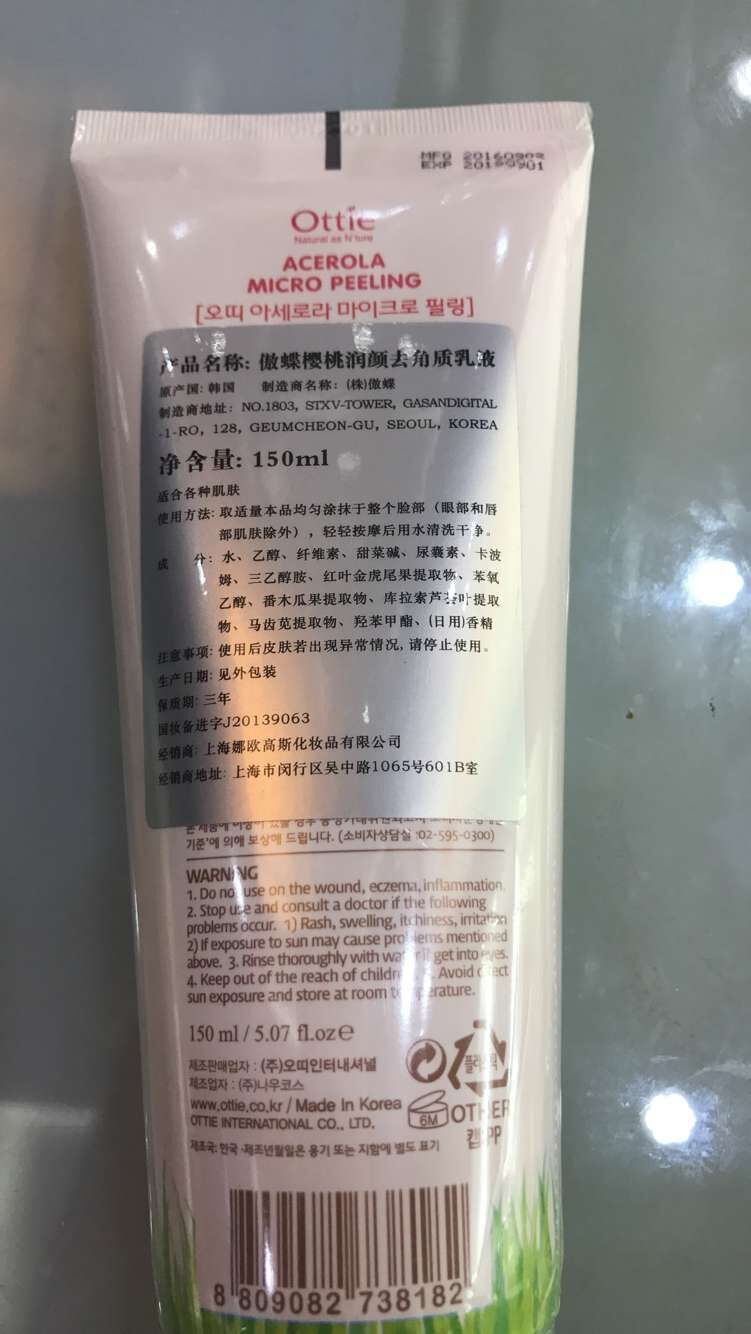 MFG 201609
EXP 2019
Ottie
Natural as N ture
ACEROLA
MICRO PEELING
[오띠 아세로라 마이크로 필링]
产品名称: 傲蝶樱桃润颜去角质乳液
原产国: 韩国 制造商名称: (株)傲蝶
制造商地址: NO.1803, STXV-TOWER, GASANDIGITAL
-1-RO, 128, GEUMCHEON-GU, SEOUL, KOREA
净含量: 150ml
适合各种肌肤
使用方法: 取适量本品均匀涂抹于整个脸部（眼部和唇
部肌肤除外），轻轻按摩后用水清洗干净。
成 分: 水、乙醇、纤维素、甜菜碱、尿囊素、卡波
姆、三乙醇胺、红叶金虎尾果提取物、苯氧
乙醇、番木瓜果提取物、库拉索芦荟叶提取
物、马齿苋提取物、羟苯甲酯、(日用)香精
注意事项: 使用后皮肤若出现异常情况, 请停止使用。
生产日期: 见外包装
保质期: 三年
国妆备进字J20139063
经销商: 上海娜欧高斯化妆品有限公司
经销商地址: 上海市闵行区吴中路1065号601B室
기준'에 의해 보상해 드립니다. (소비자상담실 :02-595-0300)
WARNING
1. Do not use on the wound, eczema, inflammation.
2. Stop use and consult a doctor if the following
problems occur. 1) Rash, swelling, itchiness, irritation
2) If exposure to sun may cause problems mentioned
above. 3. Rinse thoroughly with water if get into eyes.
4. Keep out of the reach of children. Avoid direct
sun exposure and store at room temperature.
150 ml / 5.07 fl.oz e
제조판매업자 : (주)오띠인터내셔널
제조업자 : (주)나우코스
www.ottie.co.kr / Made In Korea
OTTIE INTERNATIONAL CO., LTD.
제조국: 한국 ·제조년월일은 용기 또는 지함에 별도 표기
플라스틱
6M
OTHER
캡:PP
8 809082 738182